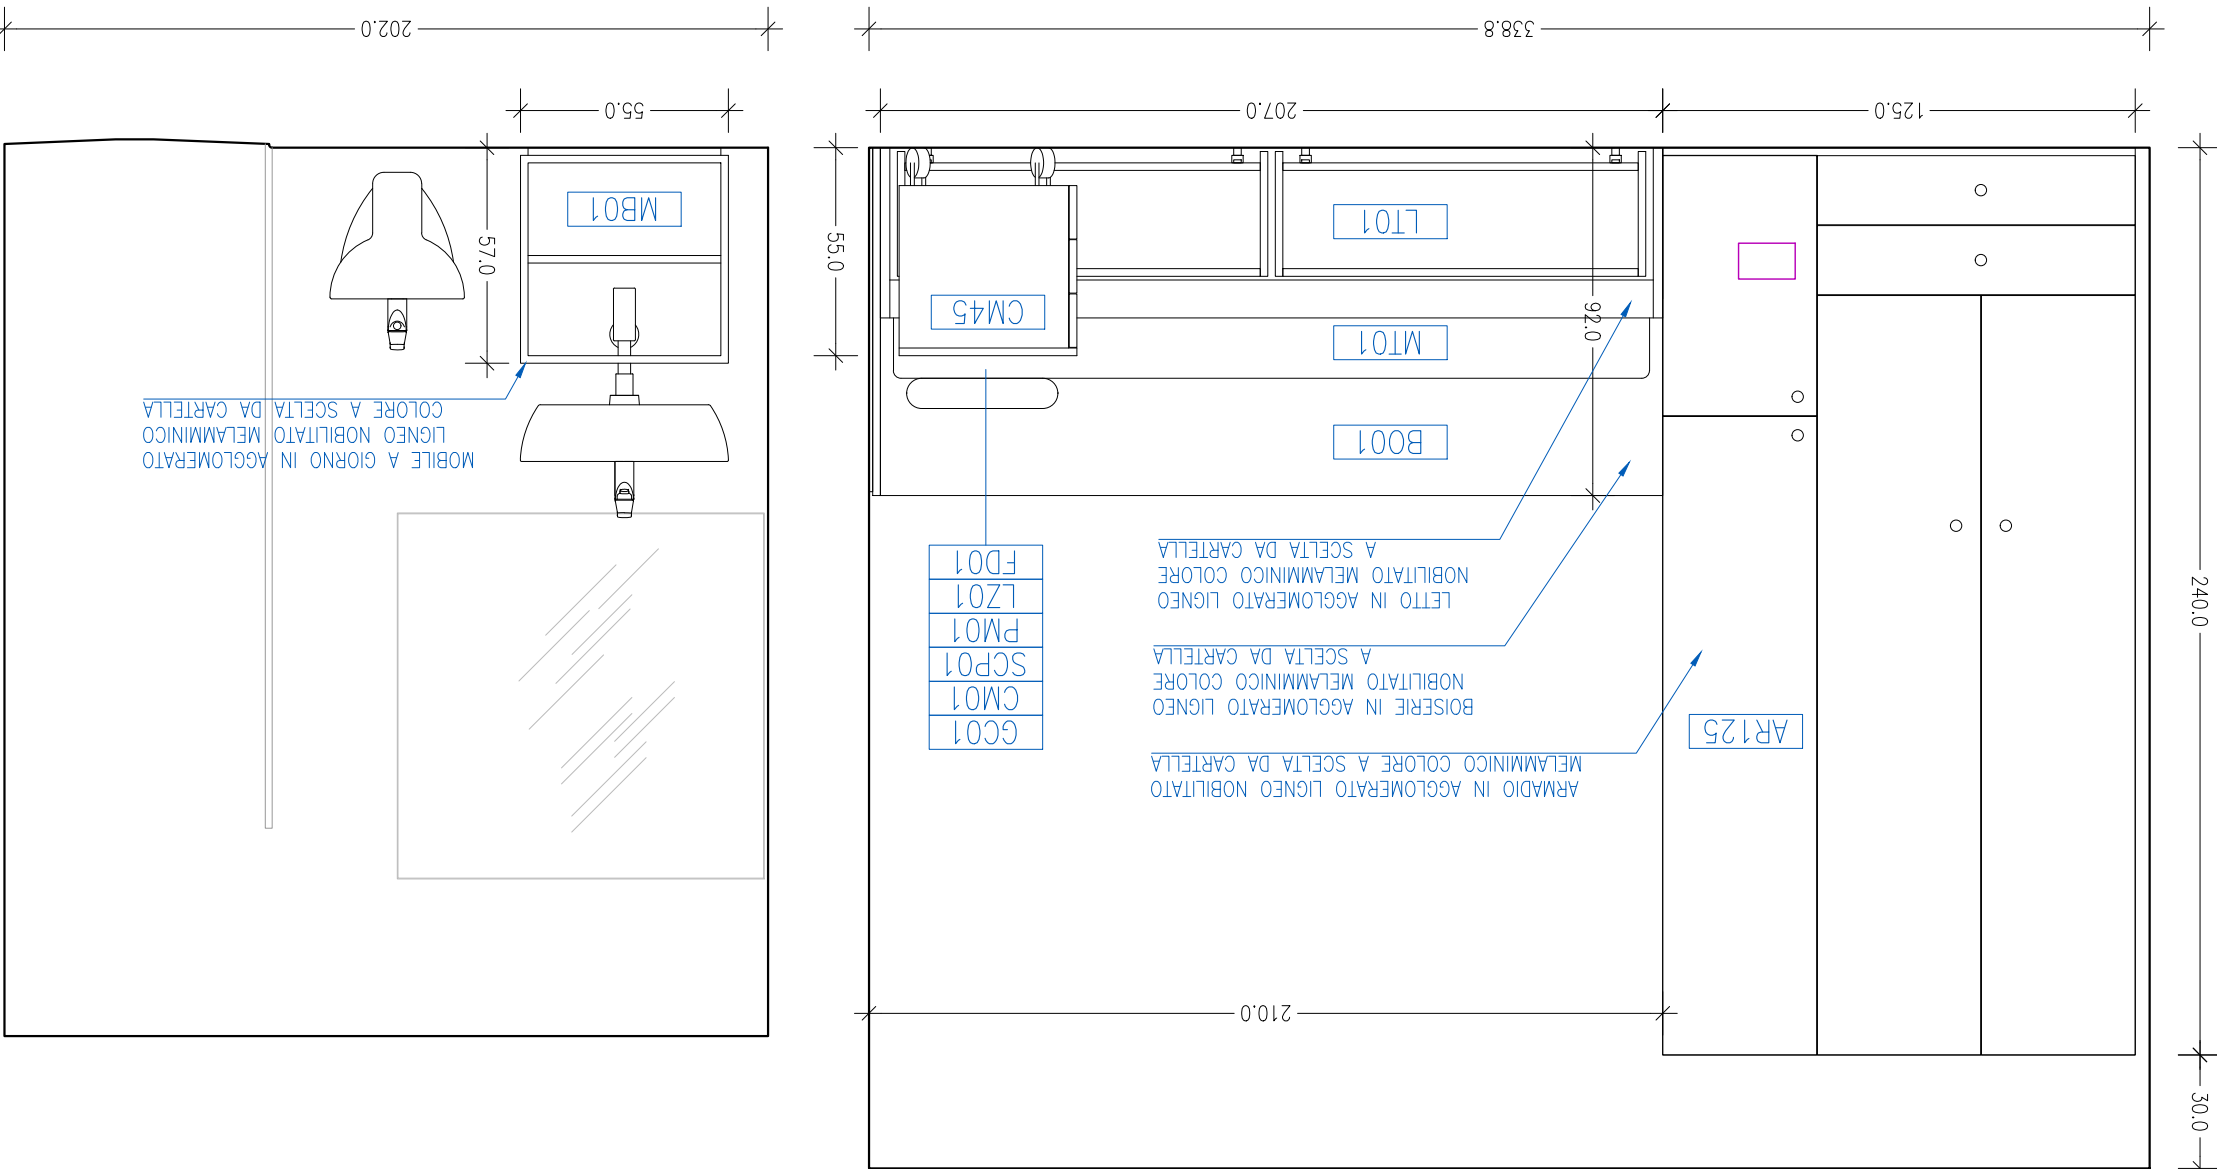 30.0
240.0
210.0
AR125
ARMADIO IN AGGLOMERATO LIGNEO NOBILITATO
MELAMMINICO COLORE A SCELTA DA CARTELLA
BOISERIE IN AGGLOMERATO LIGNEO
NOBILITATO MELAMMINICO COLORE
A SCELTA DA CARTELLA
LETTO IN AGGLOMERATO LIGNEO
NOBILITATO MELAMMINICO COLORE
A SCELTA DA CARTELLA
GC01
CM01
SCP01
PM01
LZ01
FD01
BO01
MT01
CM45
LT01
92.0
55.0
125.0
207.0
338.8
MOBILE A GIORNO IN AGGLOMERATO
LIGNEO NOBILITATO MELAMMINICO
COLORE A SCELTA DA CARTELLA
57.0
MB01
55.0
202.0